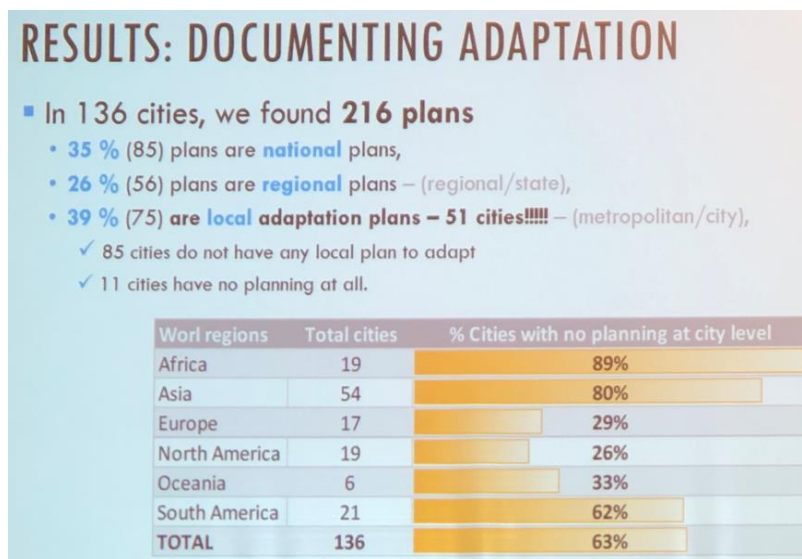 RESULTS: DOCUMENTING ADAPTATION
▪ In 136 cities, we found 216 plans
• 35 % (85) plans are national plans,
• 26 % (56) plans are regional plans – (regional/state),
• 39 % (75) are local adaptation plans – 51 cities!!!!! – (metropolitan/city),
✓ 85 cities do not have any local plan to adapt
✓ 11 cities have no planning at all.
Worl regions Total cities % Cities with no planning at city level
Africa 19 89%
Asia 54 80%
Europe 17 29%
North America 19 26%
Oceania 6 33%
South America 21 62%
TOTAL 136 63%